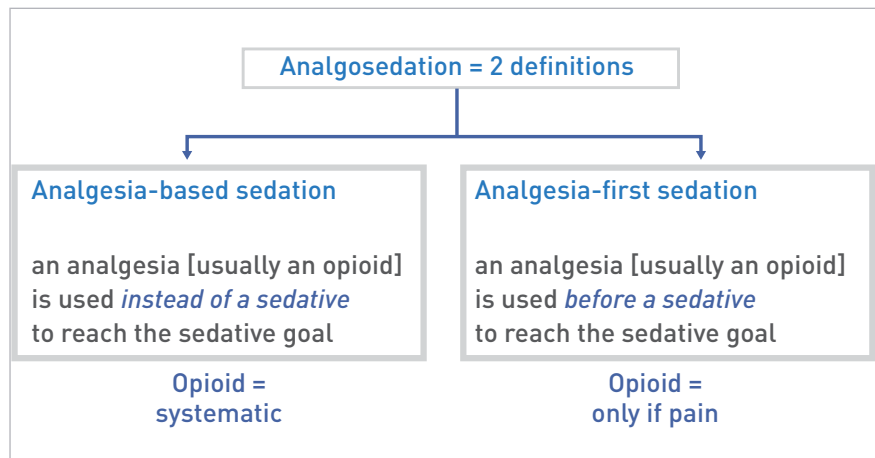 Analgosedation = 2 definitions
Analgesia-based sedation
an analgesia [usually an opioid]
is used instead of a sedative
to reach the sedative goal
Opioid =
systematic
Analgesia-first sedation
an analgesia [usually an opioid]
is used before a sedative
to reach the sedative goal
Opioid =
only if pain